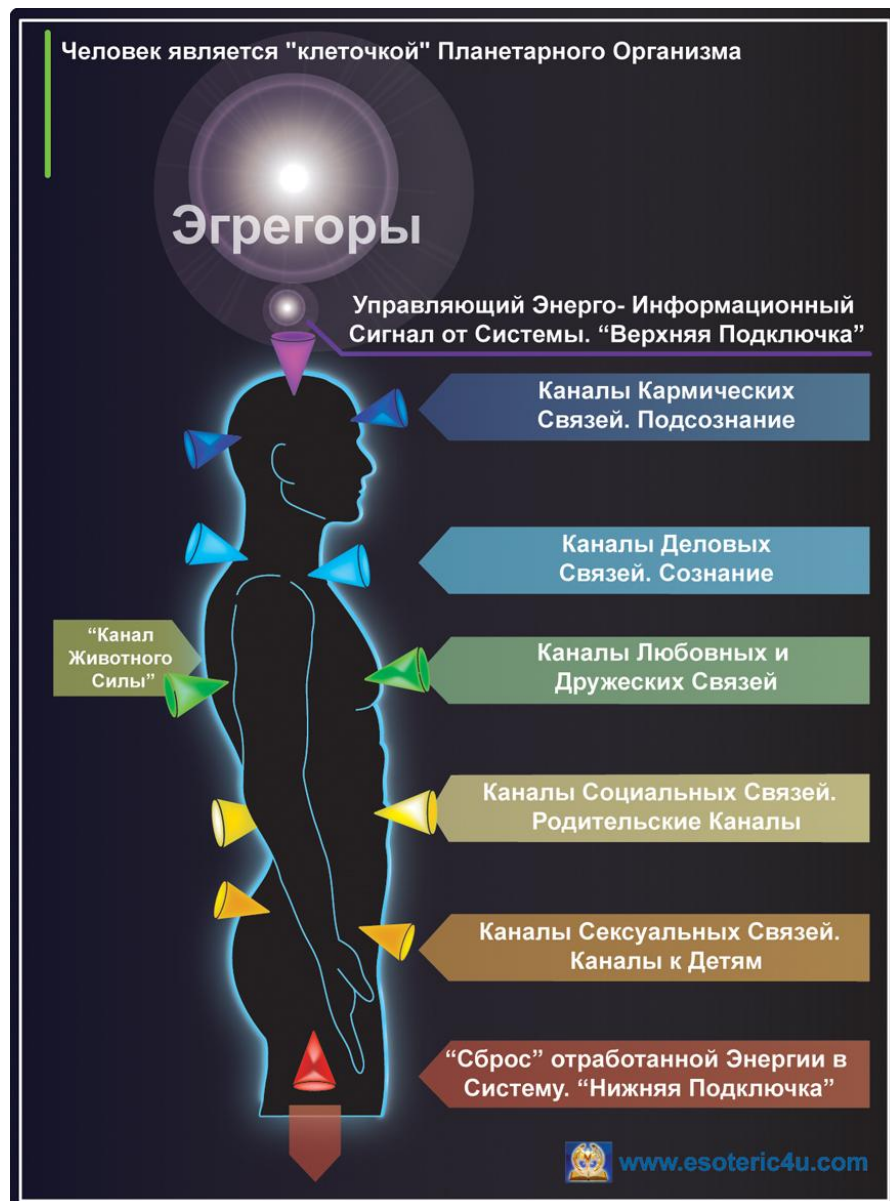 Человек является "клеточкой" Планетарного Организма
Эгрегоры
Управляющий Энерго- Информационный
Сигнал от Системы. “Верхняя Подключка”
Каналы Кармических
Связей. Подсознание
Каналы Деловых
Связей. Сознание
“Канал
Животного
Силы”
Каналы Любовных и
Дружеских Связей
Каналы Социальных Связей.
Родительские Каналы
Каналы Сексуальных Связей.
Каналы к Детям
“Сброс” отработанной Энергии в
Систему. “Нижняя Подключка”
www.esoteric4u.com